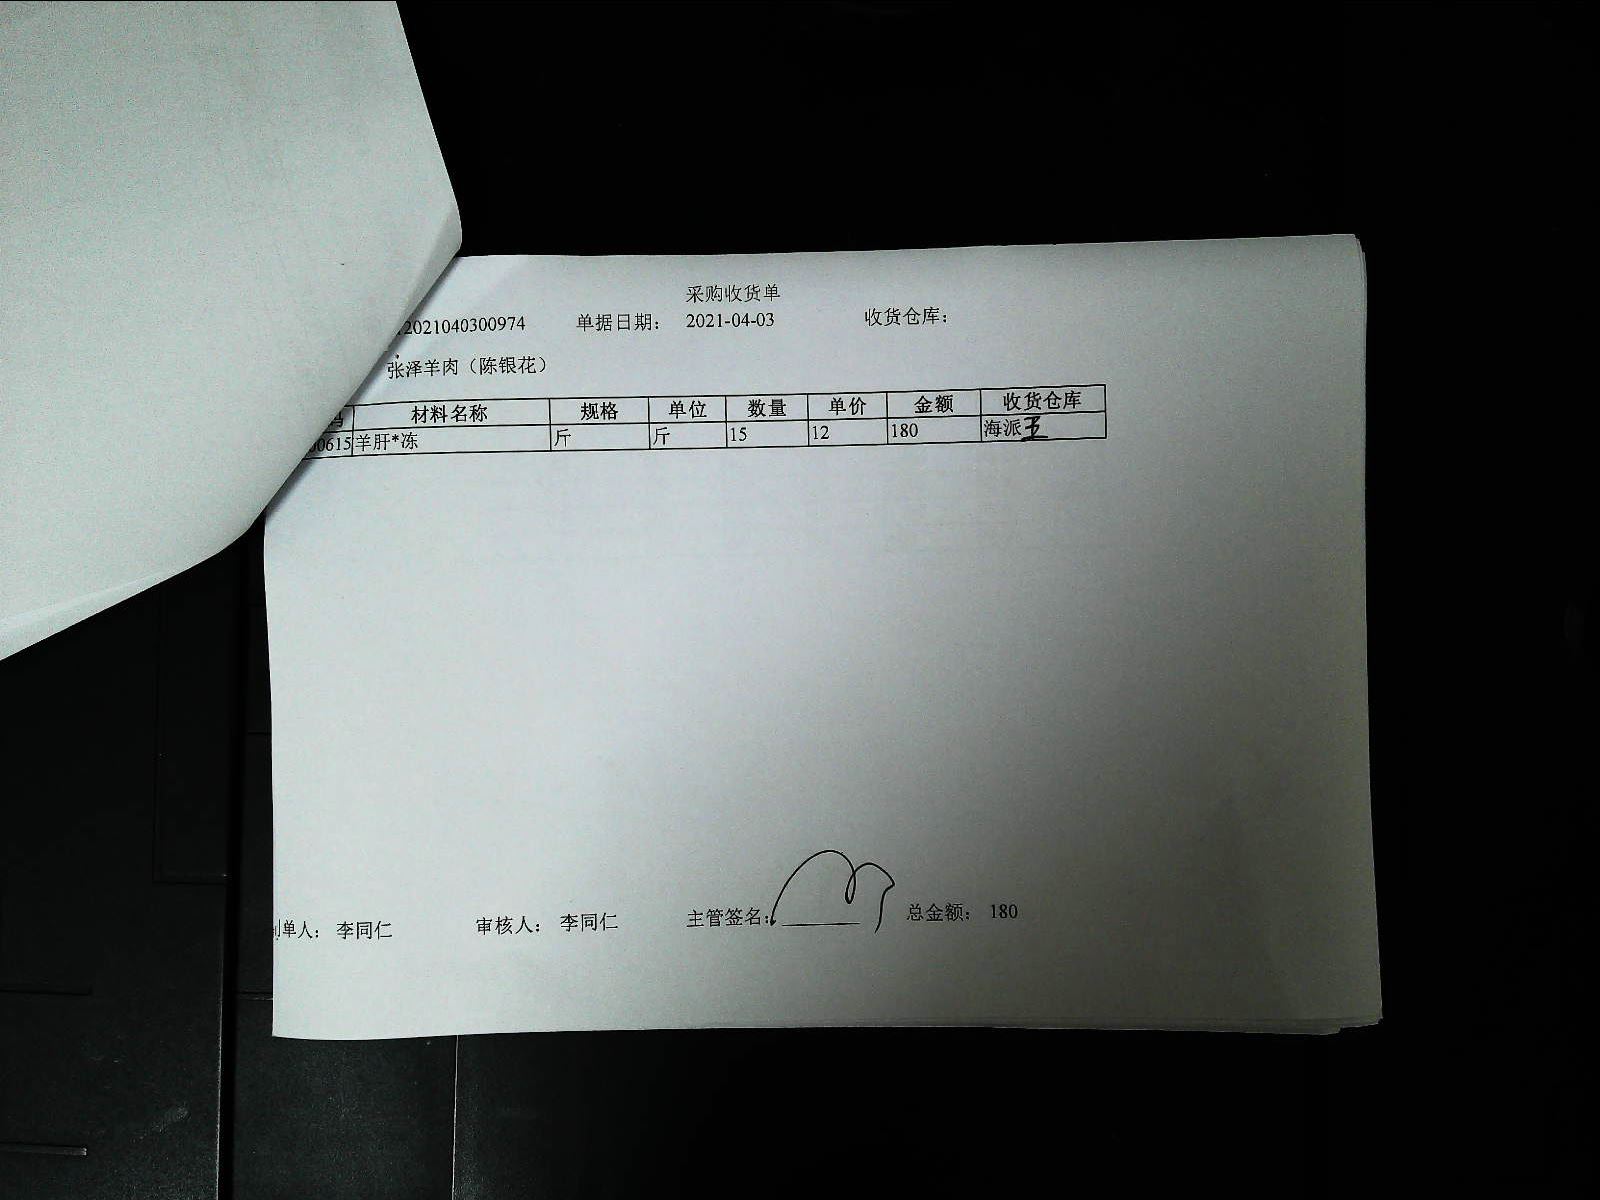 采购收货单
2021040300974 单据日期： 2021-04-03 收货仓库：
张泽羊肉（陈银花）
材料名称 规格 单位 数量 单价 金额 收货仓库
0615 羊肝*冻 斤 斤 15 12 180 海派王
单人： 李同仁 审核人： 李同仁 主管签名： 总金额： 180